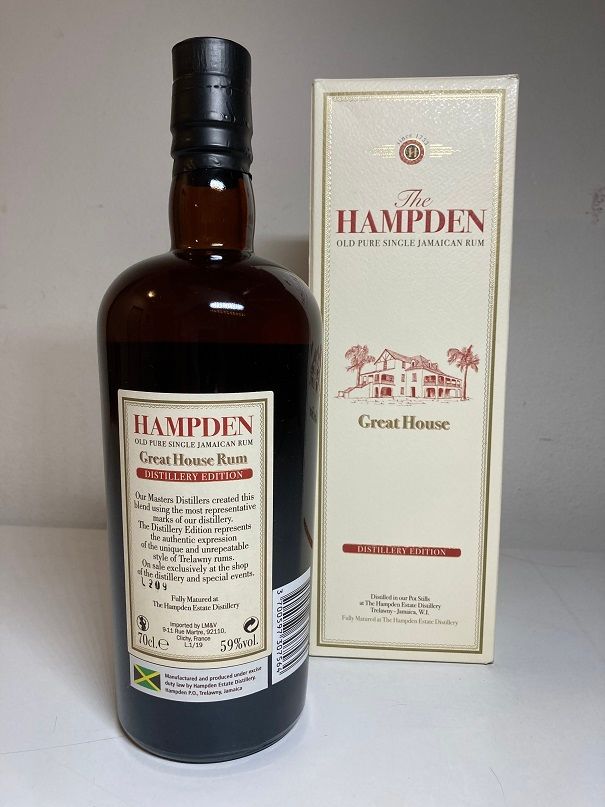 HAMPDEN
OLD PURE SINGLE JAMAICAN RUM
Great House Rum
DISTILLERY EDITION
Our Masters Distillers created this
blend using the most representative
marks of our distillery.
The Distillery Edition represents
the authentic expression
of the unique and unrepeatable
style of Trelawny rums.
On sale exclusively at the shop
of the distillery and special events.
L209
Fully Matured at
The Hampden Estate Distillery
Imported by LM&V
9-11 Rue Martre, 92110,
Clichy, France
L.1/19
70cl.℮
59%vol.
Manufactured and produced under excise
duty law by Hampden Estate Distillery,
Hampden P.O., Trelawny, Jamaica
3 700597 307564
since 1753
H
The
HAMPDEN
OLD PURE SINGLE JAMAICAN RUM
Great House
DISTILLERY EDITION
Distilled in our Pot Stills
at The Hampden Estate Distillery
Trelawny - Jamaica, W.I.
Fully Matured at The Hampden Estate Distillery